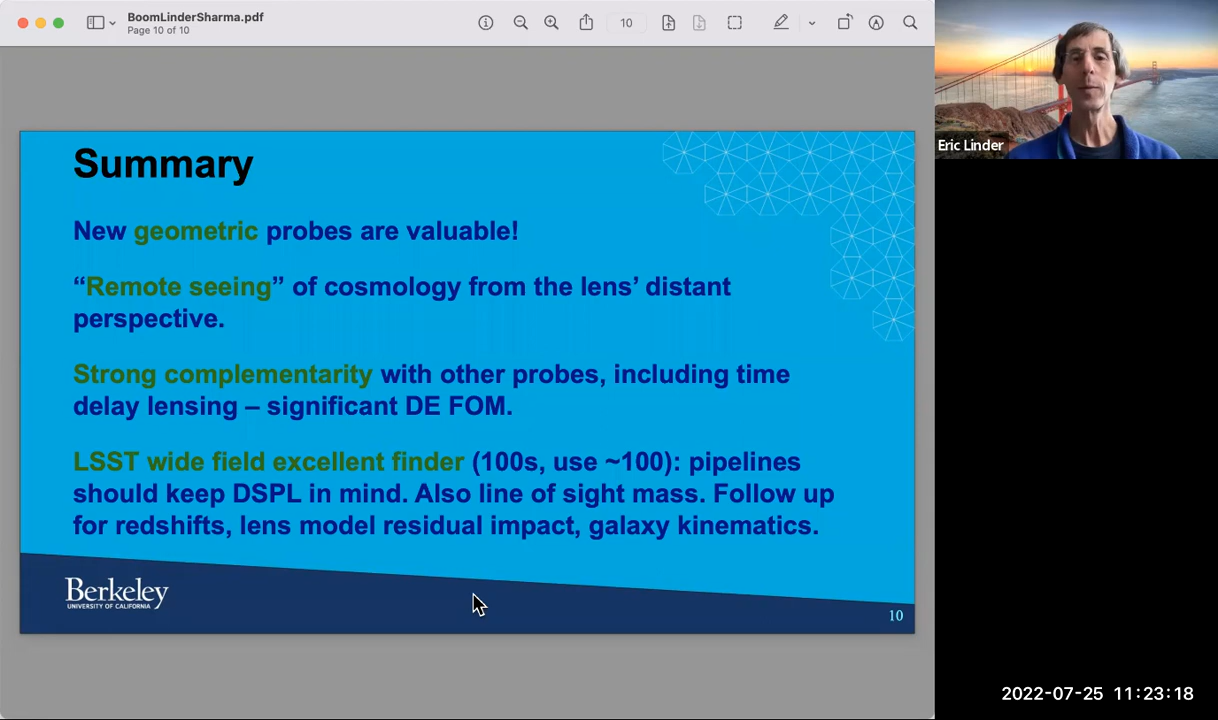 BoomLinderSharma.pdf
Page 10 of 10
10
Eric Linder
Summary
New geometric probes are valuable!
“Remote seeing” of cosmology from the lens’ distant
perspective.
Strong complementarity with other probes, including time
delay lensing – significant DE FOM.
LSST wide field excellent finder (100s, use ~100): pipelines
should keep DSPL in mind. Also line of sight mass. Follow up
for redshifts, lens model residual impact, galaxy kinematics.
Berkeley
UNIVERSITY OF CALIFORNIA
10
2022-07-25 11:23:18